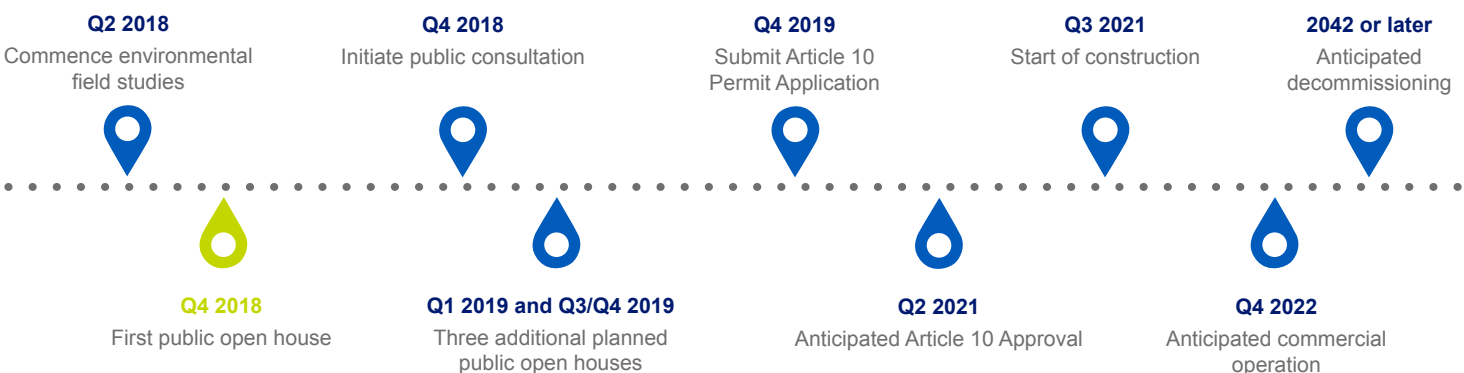 Q2 2018
Commence environmental
field studies
Q4 2018
Initiate public consultation
Q4 2019
Submit Article 10
Permit Application
Q3 2021
Start of construction
2042 or later
Anticipated
decommissioning
Q4 2018
First public open house
Q1 2019 and Q3/Q4 2019
Three additional planned
public open houses
Q2 2021
Anticipated Article 10 Approval
Q4 2022
Anticipated commercial
operation